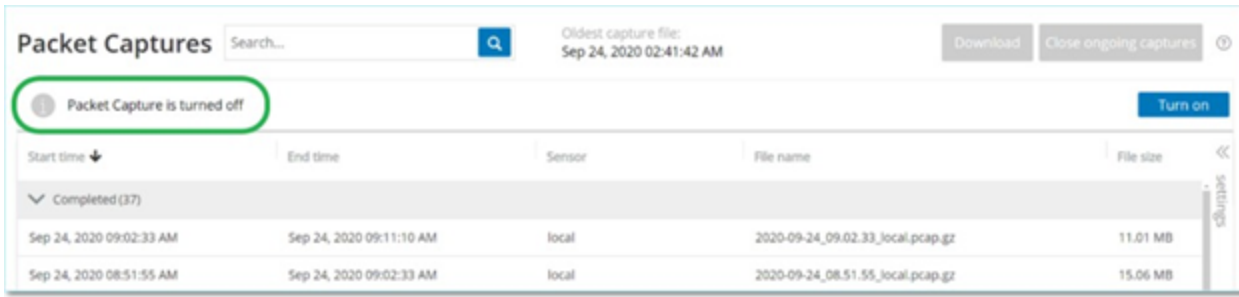 Packet Captures Search... Oldest capture file: Download Close ongoing captures
Sep 24, 2020 02:41:42 AM
Packet Capture is turned off Turn on
Start time End time Sensor File name File size
Completed (37)
Sep 24, 2020 09:02:33 AM Sep 24, 2020 09:11:10 AM local 2020-09-24_09.02.33_local.pcap.gz 11.01 MB
Sep 24, 2020 08:51:55 AM Sep 24, 2020 09:02:33 AM local 2020-09-24_08.51.55_local.pcap.gz 15.06 MB
settings